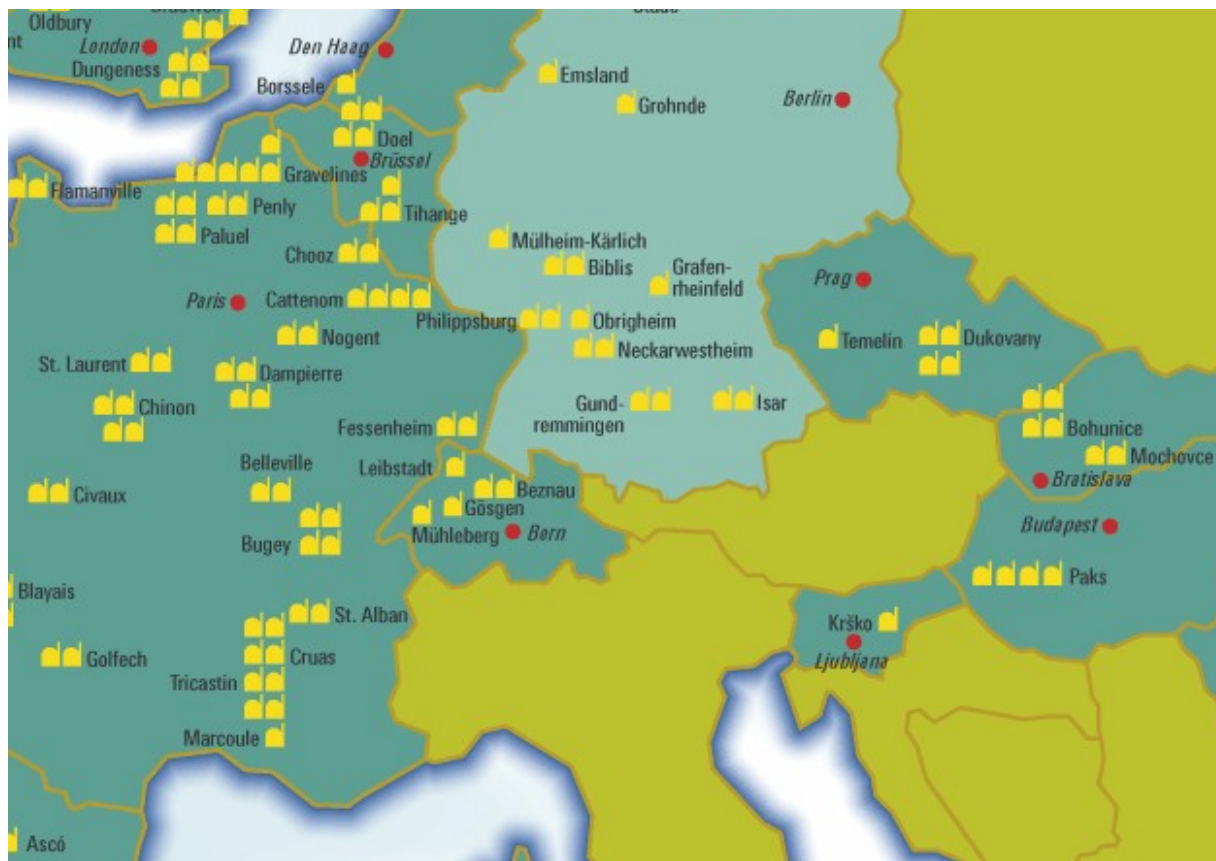 Oldbury
London
Den Haag
Dungeness
Borssele
Emsland
Grohnde
Berlin
Doel
Brüssel
Gravelines
Flamanville
Penly
Tihange
Paluel
Mülheim-Kärlich
Chooz
Biblis
Grafen-
rheinfeld
Prag
Paris
Cattenom
Philippsburg
Obrigheim
Nogent
Temelín
Dukovany
Neckarwestheim
St. Laurent
Dampierre
Chinon
Gund-
remmingen
Isar
Fessenheim
Bohunice
Mochovce
Belleville
Leibstadt
Bratislava
Civaux
Beznau
Gösgen
Mühleberg
Bern
Budapest
Bugey
Paks
Blayais
St. Alban
Krško
Golfech
Cruas
Ljubljana
Tricastin
Marcoule
Ascó